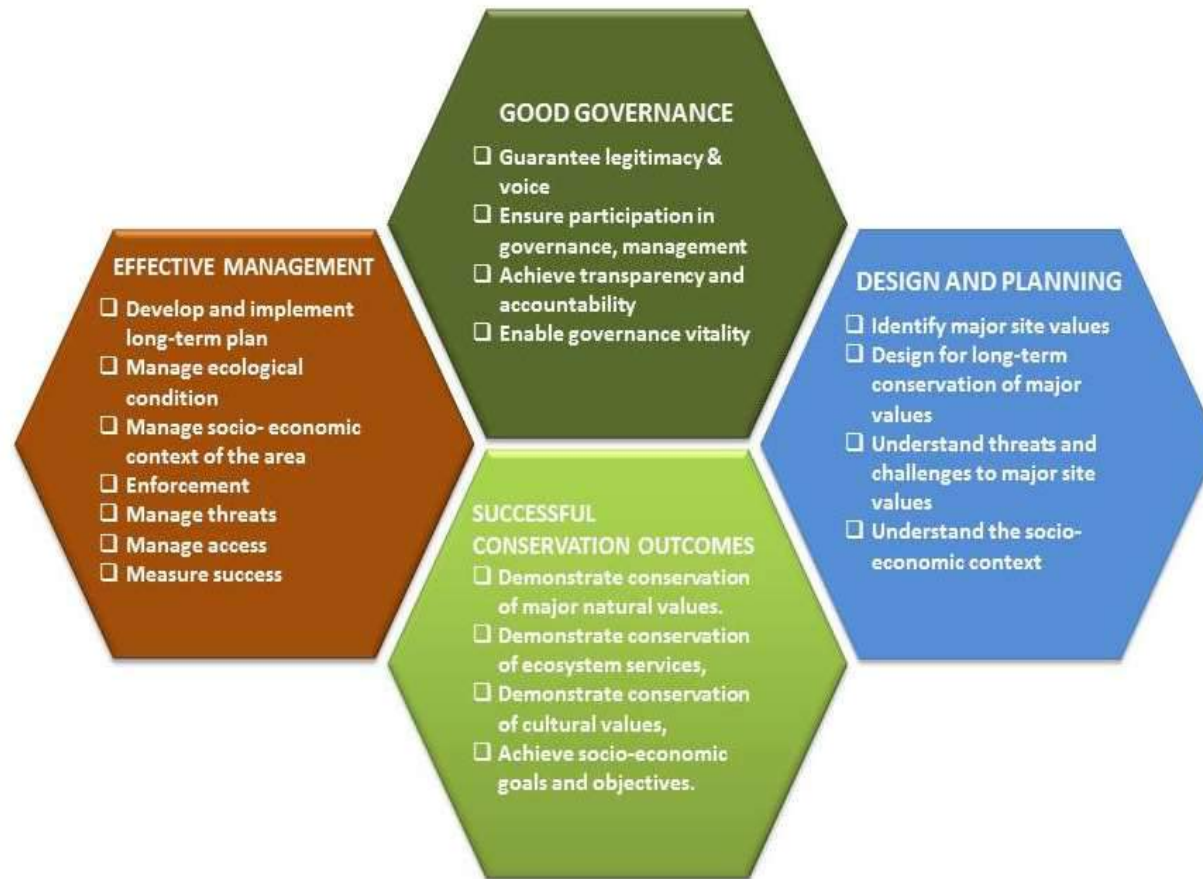 GOOD GOVERNANCE
❑ Guarantee legitimacy &
voice
❑ Ensure participation in
governance, management
❑ Achieve transparency and
accountability
❑ Enable governance vitality
EFFECTIVE MANAGEMENT
❑ Develop and implement
long-term plan
❑ Manage ecological
condition
❑ Manage socio- economic
context of the area
❑ Enforcement
❑ Manage threats
❑ Manage access
❑ Measure success
DESIGN AND PLANNING
❑ Identify major site values
❑ Design for long-term
conservation of major
values
❑ Understand threats and
challenges to major site
values
❑ Understand the socio-
economic context
SUCCESSFUL
CONSERVATION OUTCOMES
❑ Demonstrate conservation
of major natural values.
❑ Demonstrate conservation
of ecosystem services,
❑ Demonstrate conservation
of cultural values,
❑ Achieve socio-economic
goals and objectives.